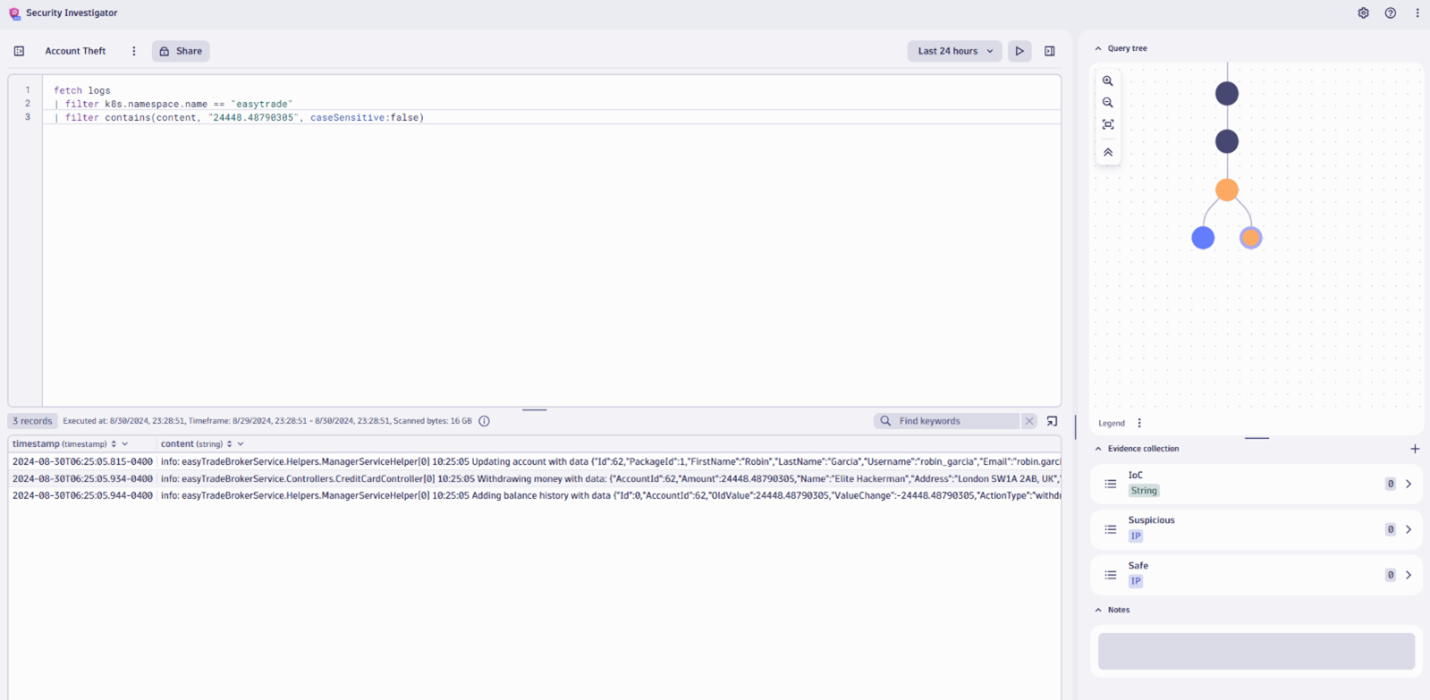 Security Investigator
Account Theft
Share
Last 24 hours
1 fetch logs
2 | filter k8s.namespace.name == "easytrade"
3 | filter contains(content, "24448.48790305", caseSensitive:false)
3 records Executed at: 8/30/2024, 23:28:51, Timeframe: 8/29/2024, 23:28:51 – 8/30/2024, 23:28:51, Scanned bytes: 16 GB
Find keywords
timestamp (timestamp) content (string)
2024-08-30T06:25:05.815-0400 info: easyTradeBrokerService.Helpers.ManagerServiceHelper[0] 10:25:05 Updating account with data {"Id":62,"PackageId":1,"FirstName":"Robin","LastName":"Garcia","Username":"robin_garcia","Email":"robin.garci
2024-08-30T06:25:05.934-0400 info: easyTradeBrokerService.Controllers.CreditCardController[0] 10:25:05 Withdrawing money with data: {"AccountId":62,"Amount":24448.48790305,"Name":"Elite Hackerman","Address":"London SW1A 2AB, UK","
2024-08-30T06:25:05.944-0400 info: easyTradeBrokerService.Helpers.ManagerServiceHelper[0] 10:25:05 Adding balance history with data {"Id":0,"AccountId":62,"OldValue":24448.48790305,"ValueChange":-24448.48790305,"ActionType":"withdr
Query tree
Legend
Evidence collection
IoC
String
0
Suspicious
IP
0
Safe
IP
0
Notes